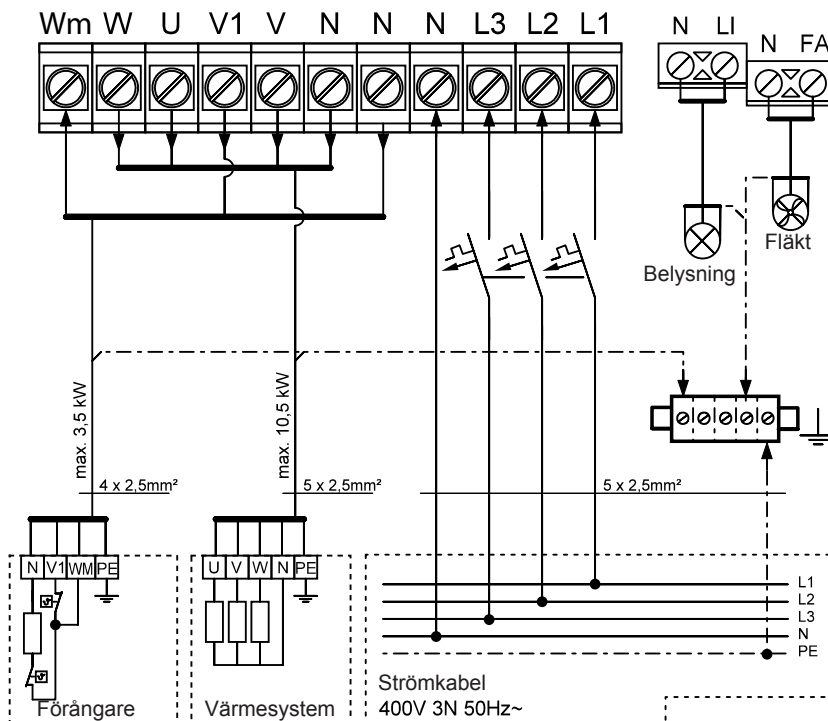 Wm W U V1 V N N N L3 L2 L1
N LI
N FA
Belysning
Fläkt
max. 3,5 kW
max. 10,5 kW
4 x 2,5mm²
5 x 2,5mm²
5 x 2,5mm²
N V1 WM PE
U V W N PE
L1
L2
L3
N
PE
Förångare
Värmesystem
Strömkabel
400V 3N 50Hz~